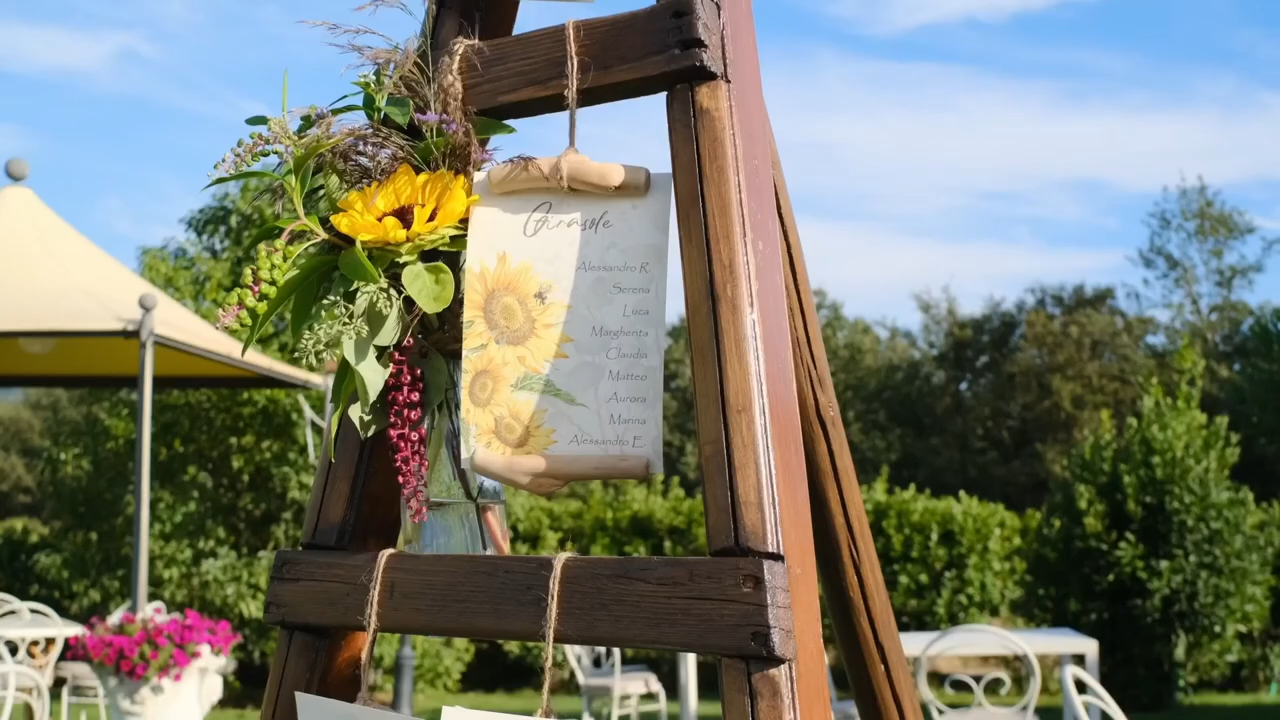 Girasole
Alessandro R.
Serena
Luca
Margherita
Claudia
Matteo
Aurora
Marina
Alessandro E.